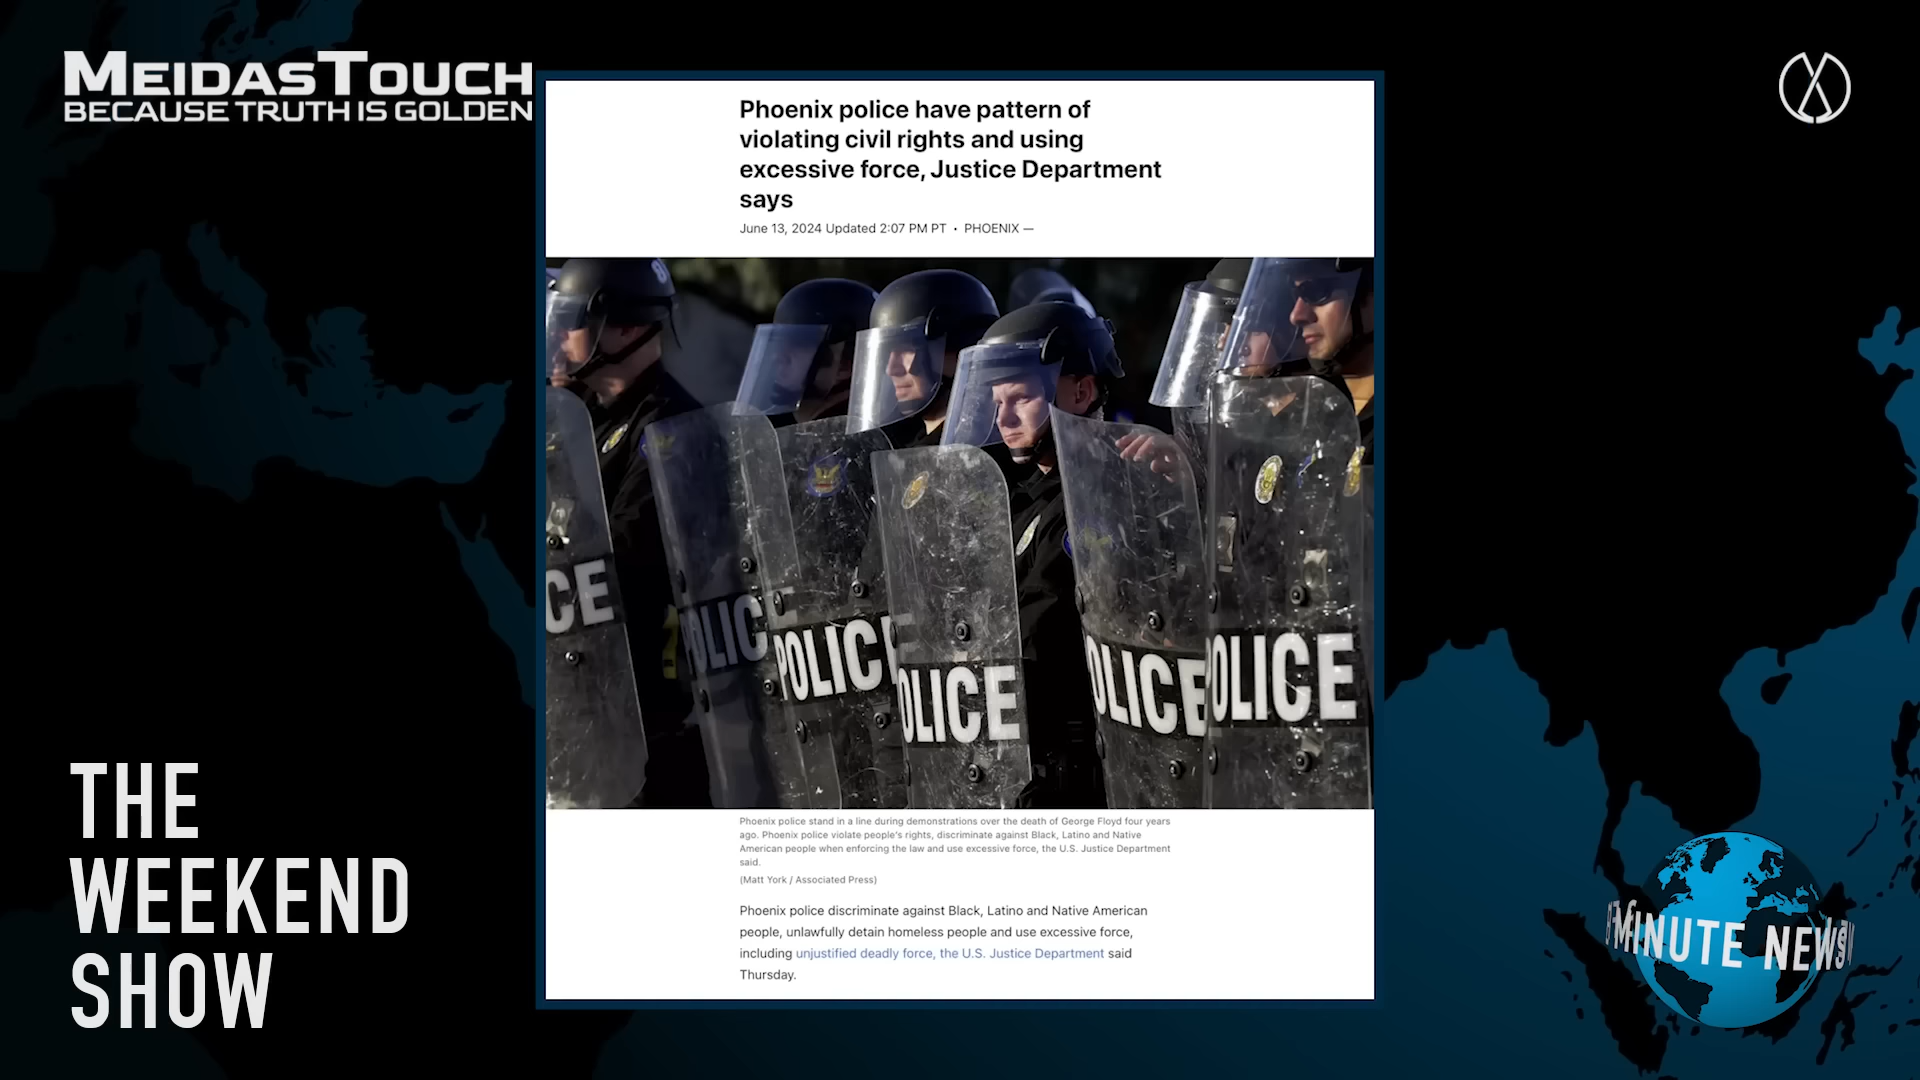 MEIDASTOUCH
BECAUSE TRUTH IS GOLDEN
Phoenix police have pattern of
violating civil rights and using
excessive force, Justice Department
says
June 13, 2024 Updated 2:07 PM PT • PHOENIX —
CE
OLICE
POLICE
OLICE
OLICE
OLICE
Phoenix police stand in a line during demonstrations over the death of George Floyd four years
ago. Phoenix police violate people's rights, discriminate against Black, Latino and Native
American people when enforcing the law and use excessive force, the U.S. Justice Department
said.
(Matt York / Associated Press)
Phoenix police discriminate against Black, Latino and Native American
people, unlawfully detain homeless people and use excessive force,
including unjustified deadly force, the U.S. Justice Department said
Thursday.
THE
WEEKEND
SHOW
MINUTE NEWS